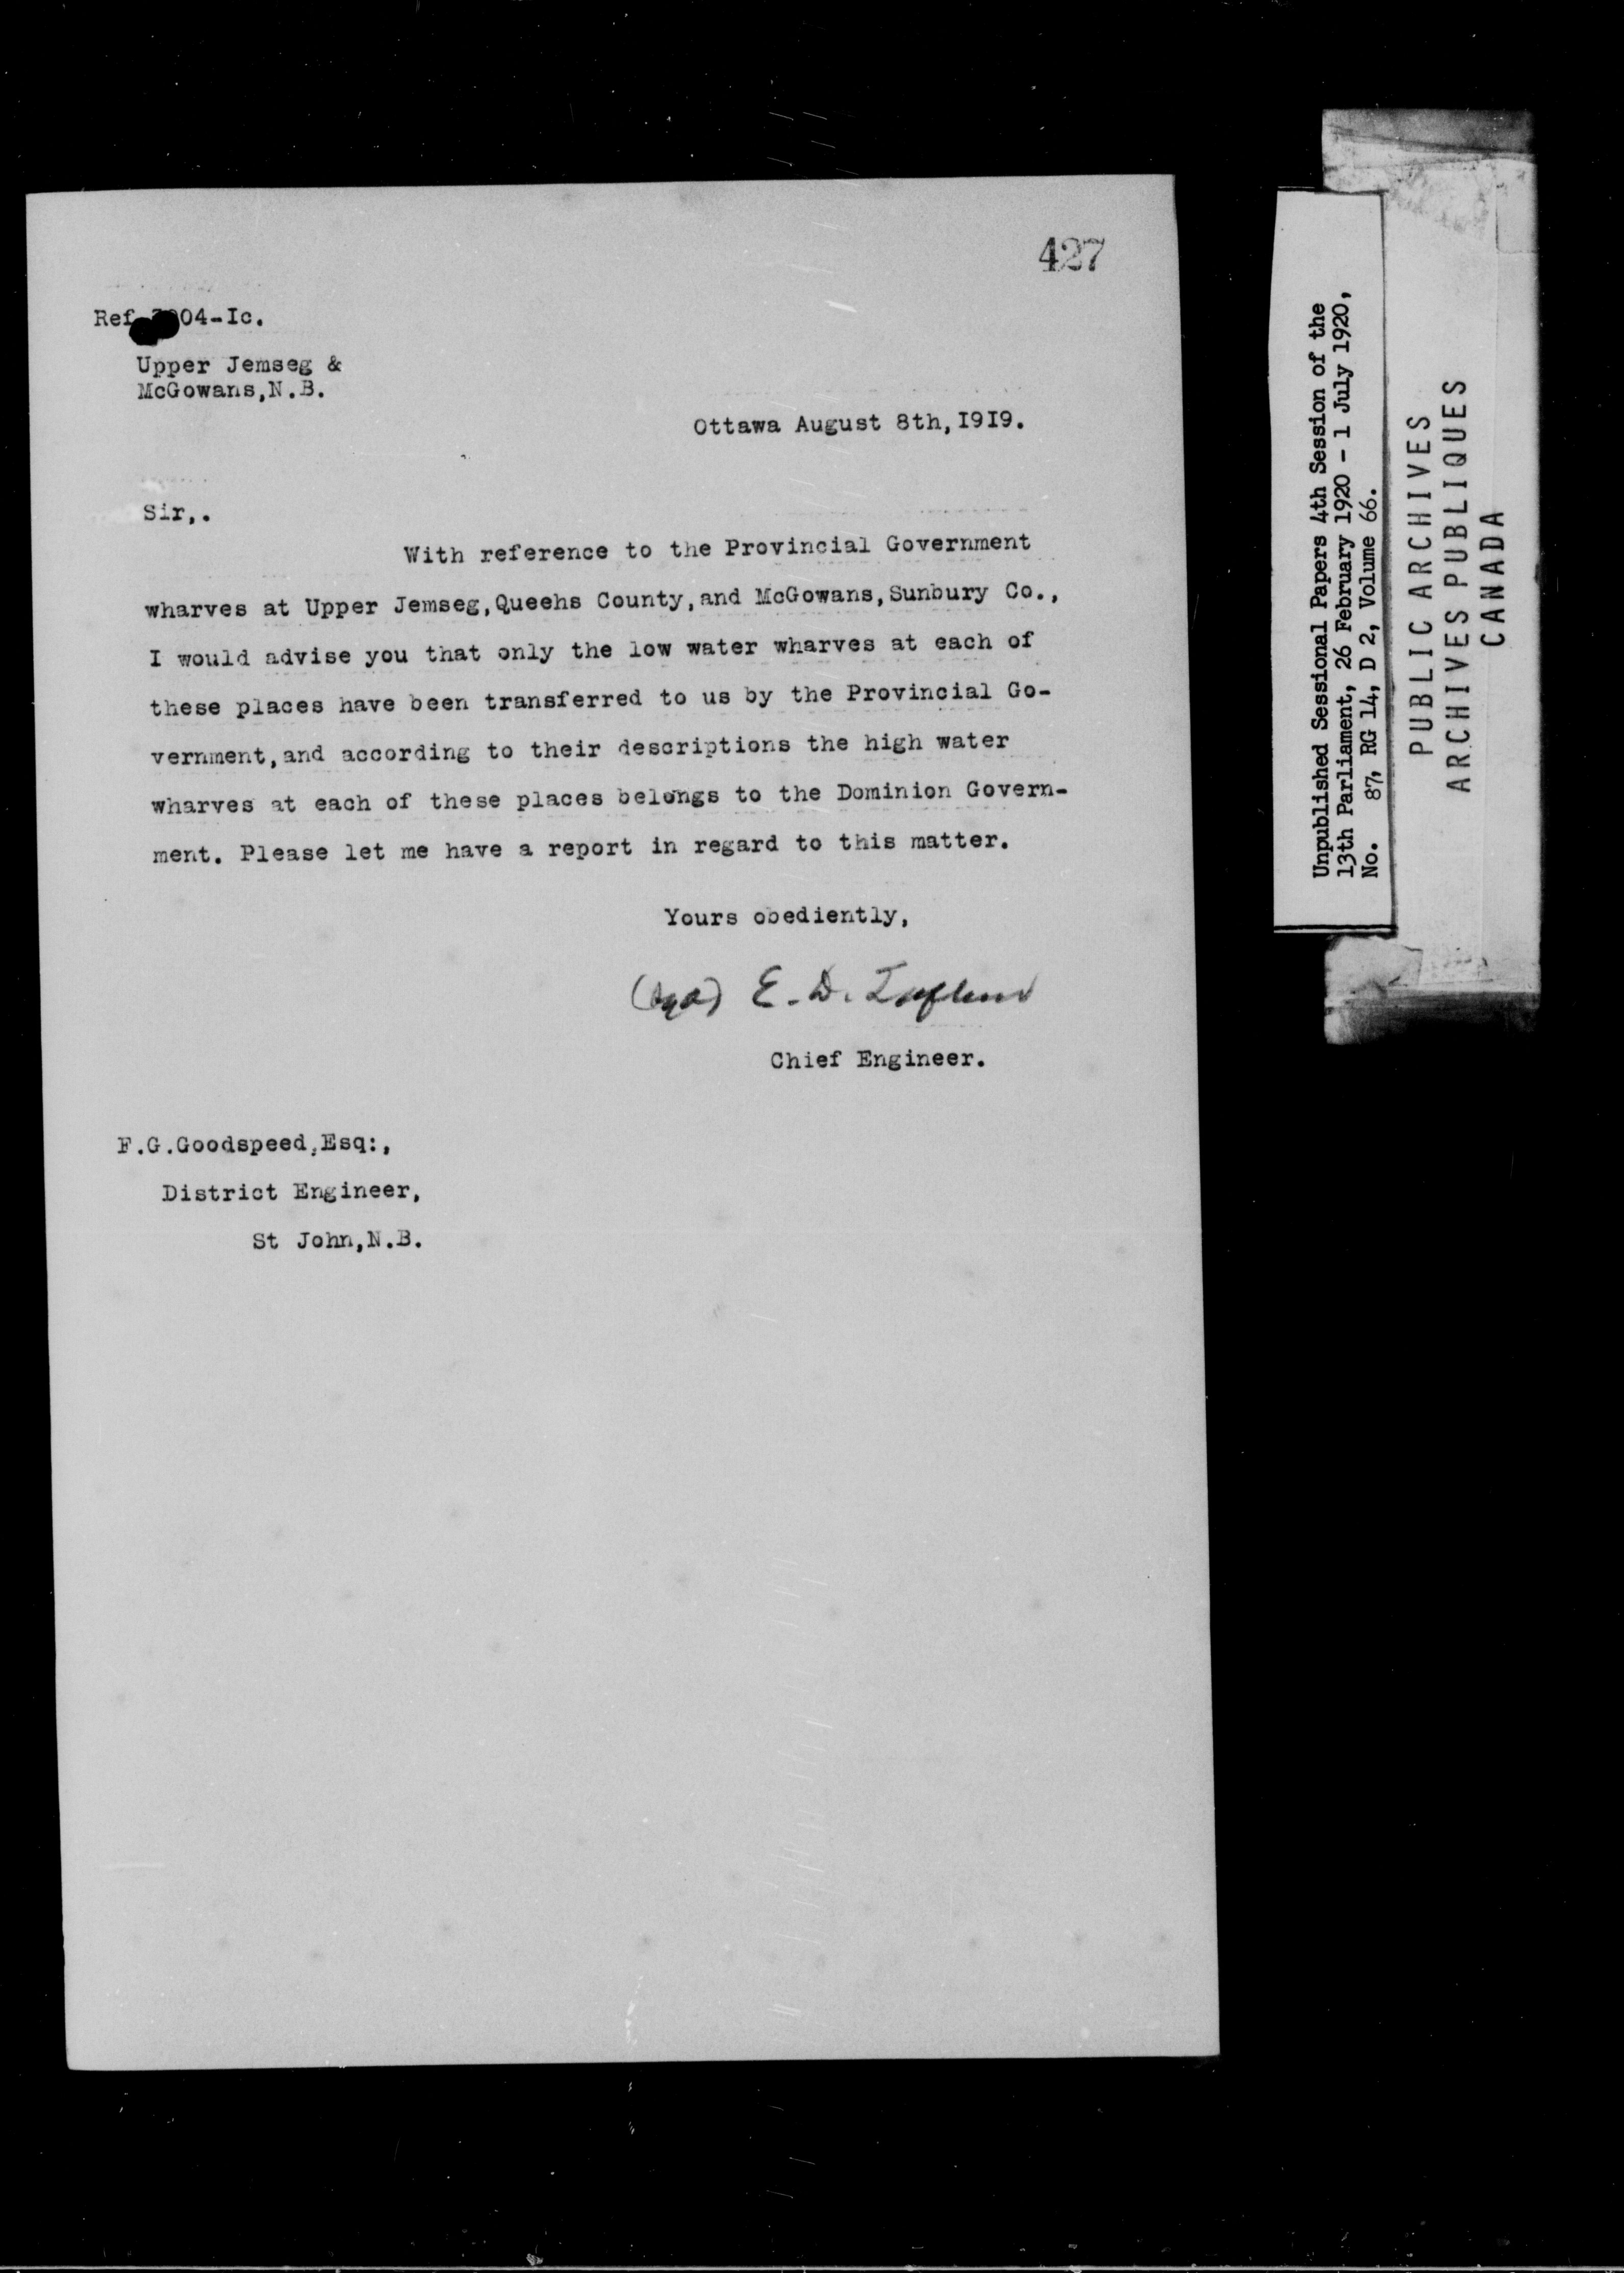 427
Ref 3904-Ic.
Upper Jemseg &
McGowans,N.B.
Ottawa August 8th,I9I9.
Sir,.
With reference to the Provincial Government
wharves at Upper Jemseg,Queehs County,and McGowans,Sunbury Co.,
I would advise you that only the low water wharves at each of
these places have been transferred to us by the Provincial Go-
vernment,and according to their descriptions the high water
wharves at each of these places belongs to the Dominion Govern-
ment. Please let me have a report in regard to this matter.
Yours obediently,
(sgd) E. D.
Chief Engineer.
F.G.Goodspeed,Esq:,
District Engineer,
St John,N.B.
Unpublished Sessional Papers 4th Session of the
13th Parliament, 26 February 1920 - 1 July 1920,
No. 87, RG 14, D 2, Volume 66.
PUBLIC ARCHIVES
ARCHIVES PUBLIQUES
CANADA